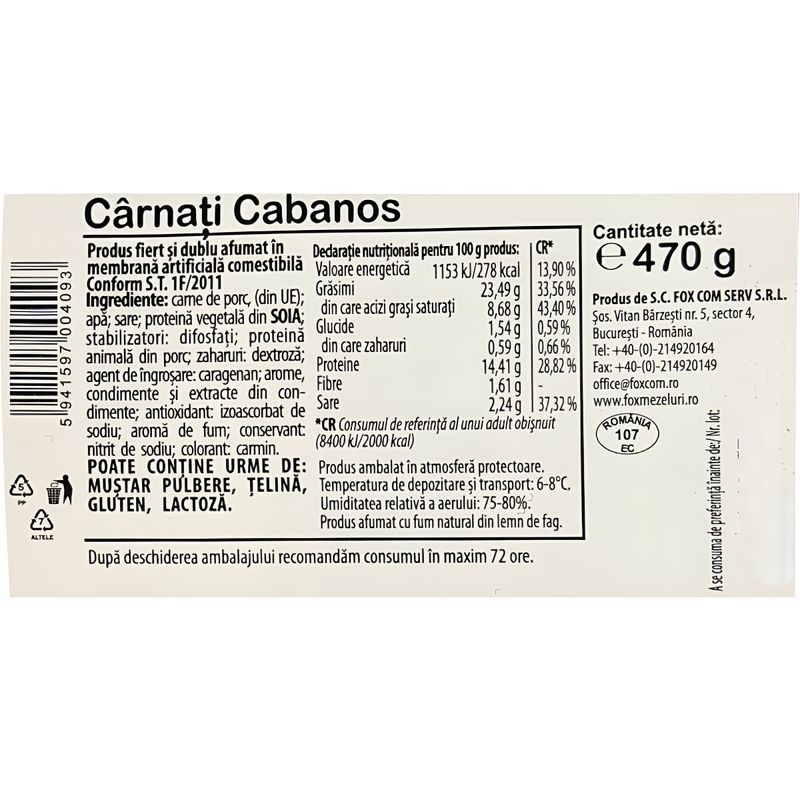 Cârnați Cabanos
Produs fiert și dublu afumat în
membrană artificială comestibilă
Conform S.T. 1F/2011
Ingrediente: carne de porc, (din UE);
apă; sare; proteină vegetală din SOIA;
stabilizatori: difosfați; proteină
animală din porc; zaharuri: dextroză;
agent de îngroșare: caragenan; arome,
condimente și extracte din con-
dimente; antioxidant: izoascorbat de
sodiu; aromă de fum; conservant:
nitrit de sodiu; colorant: carmin.
POATE CONȚINE URME DE:
MUȘTAR PULBERE, ȚELINĂ,
GLUTEN, LACTOZĂ.
Declarație nutrițională pentru 100 g produs: CR*
Valoare energetică 1153 kJ/278 kcal 13,90 %
Grăsimi 23,49 g 33,56 %
din care acizi grași saturați 8,68 g 43,40 %
Glucide 1,54 g 0,59 %
din care zaharuri 0,59 g 0,66 %
Proteine 14,41 g 28,82 %
Fibre 1,61 g -
Sare 2,24 g 37,32 %
*CR Consumul de referință al unui adult obișnuit
(8400 kJ/2000 kcal)
Produs ambalat în atmosferă protectoare.
Temperatura de depozitare și transport: 6-8°C.
Umiditatea relativă a aerului: 75-80%.
Produs afumat cu fum natural din lemn de fag.
După deschiderea ambalajului recomandăm consumul în maxim 72 ore.
Cantitate netă:
℮ 470 g
Produs de S.C. FOX COM SERV S.R.L.
Șos. Vitan Bârzești nr. 5, sector 4,
București - România
Tel: +40-(0)-214920164
Fax: +40-(0)-214920149
office@foxcom.ro
www.foxmezeluri.ro
ROMÂNIA
107
EC
A se consuma de preferință înainte de:/ Nr. lot:
5 941597 004093
5
PP
7
ALTELE